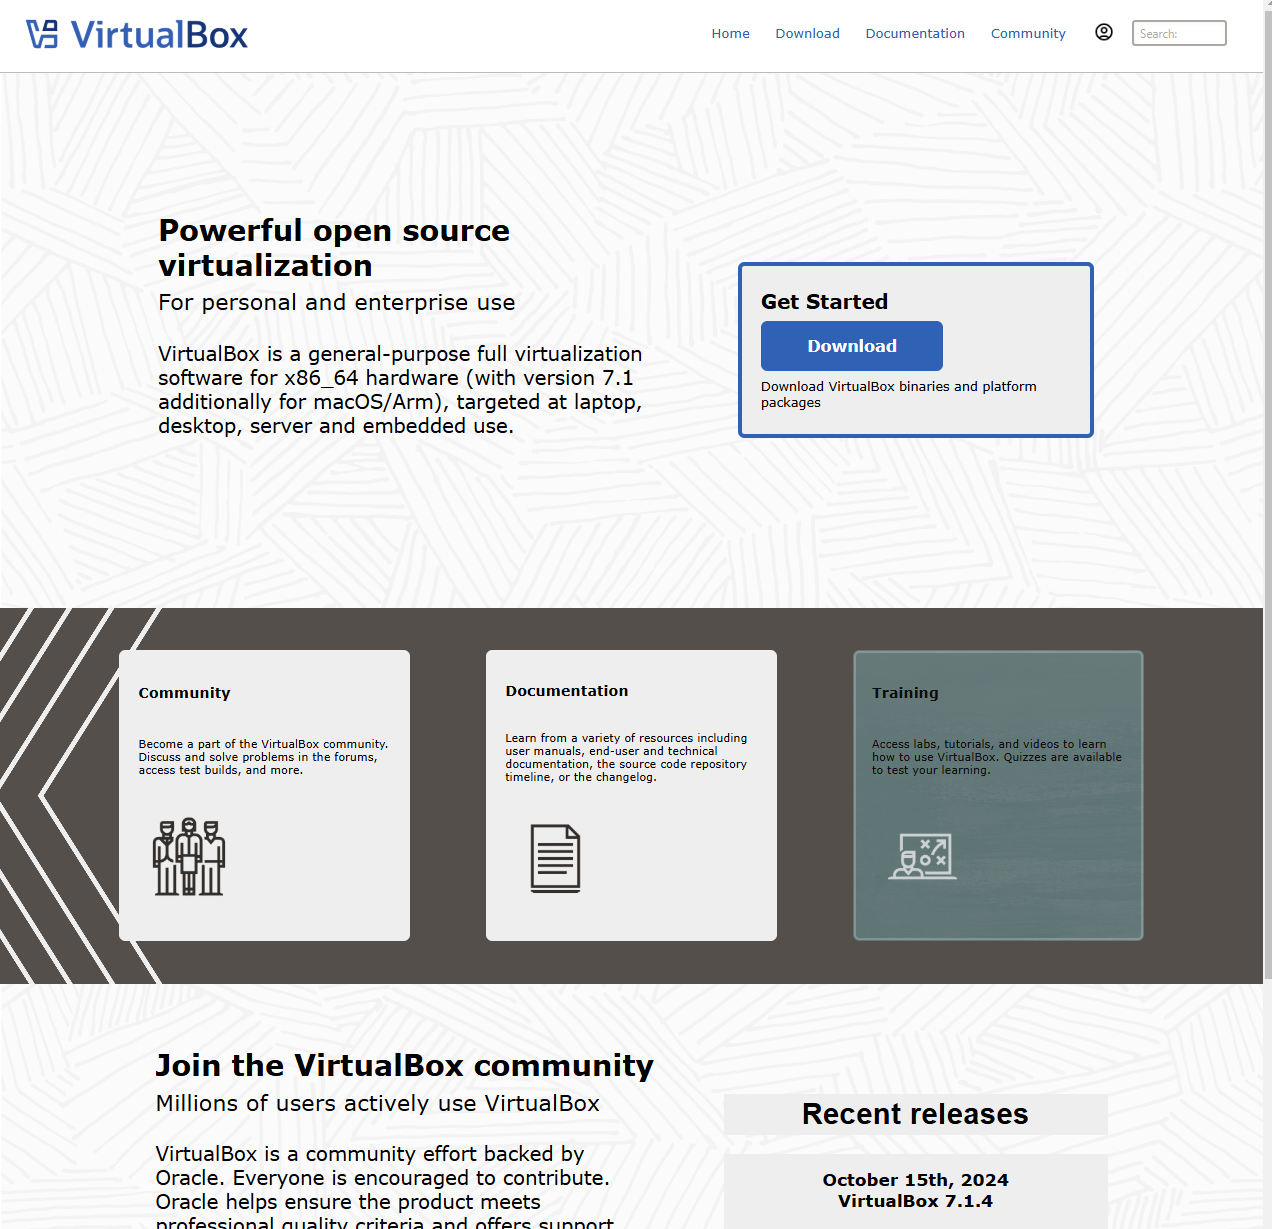 VirtualBox
Home Download Documentation Community Search:
Powerful open source
virtualization
For personal and enterprise use
VirtualBox is a general-purpose full virtualization
software for x86_64 hardware (with version 7.1
additionally for macOS/Arm), targeted at laptop,
desktop, server and embedded use.
Get Started
Download
Download VirtualBox binaries and platform
packages
Community
Become a part of the VirtualBox community.
Discuss and solve problems in the forums,
access test builds, and more.
Documentation
Learn from a variety of resources including
user manuals, end-user and technical
documentation, the source code repository
timeline, or the changelog.
Training
Access labs, tutorials, and videos to learn
how to use VirtualBox. Quizzes are available
to test your learning.
Join the VirtualBox community
Millions of users actively use VirtualBox
VirtualBox is a community effort backed by
Oracle. Everyone is encouraged to contribute.
Oracle helps ensure the product meets
professional quality criteria and offers support
Recent releases
October 15th, 2024
VirtualBox 7.1.4